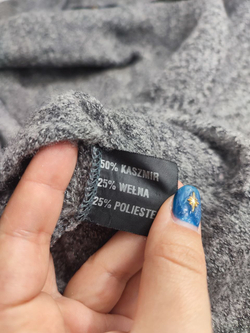 50% KASZMIR
25% WEŁNA
25% POLIESTE